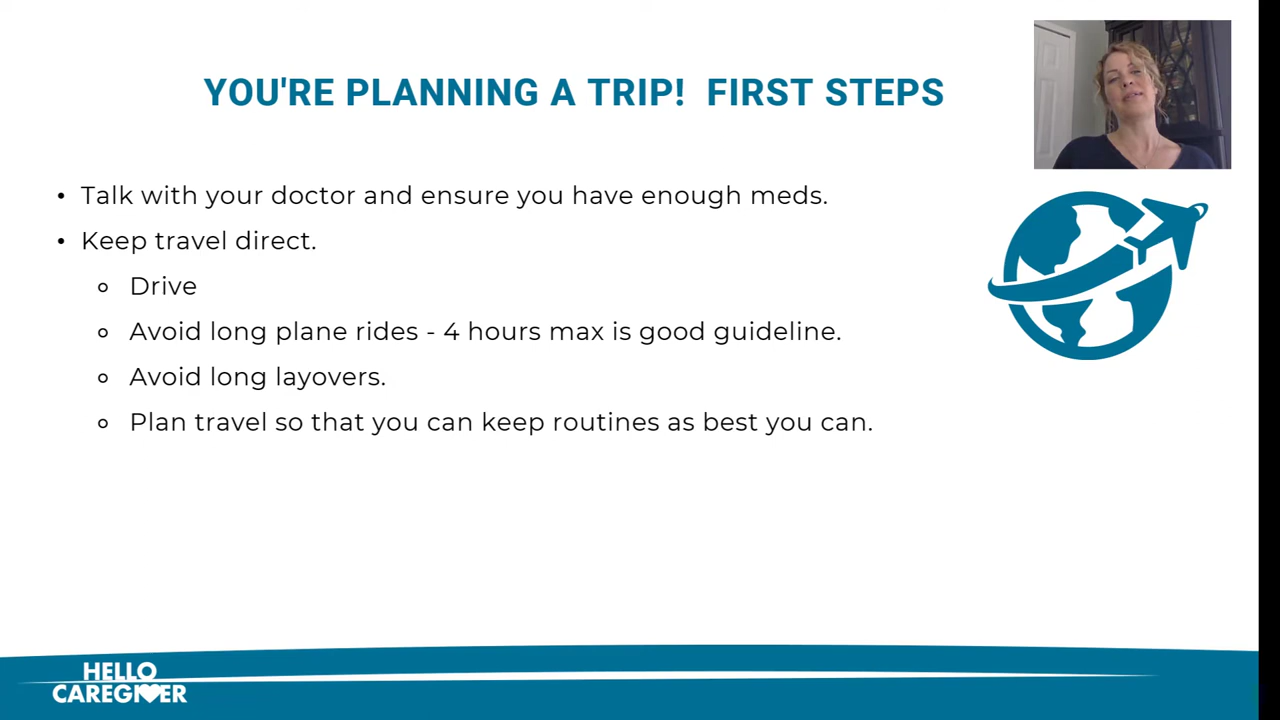 YOU'RE PLANNING A TRIP!  FIRST STEPS
• Talk with your doctor and ensure you have enough meds.
• Keep travel direct.
∘ Drive
∘ Avoid long plane rides - 4 hours max is good guideline.
∘ Avoid long layovers.
∘ Plan travel so that you can keep routines as best you can.
HELLO
CAREGIVER